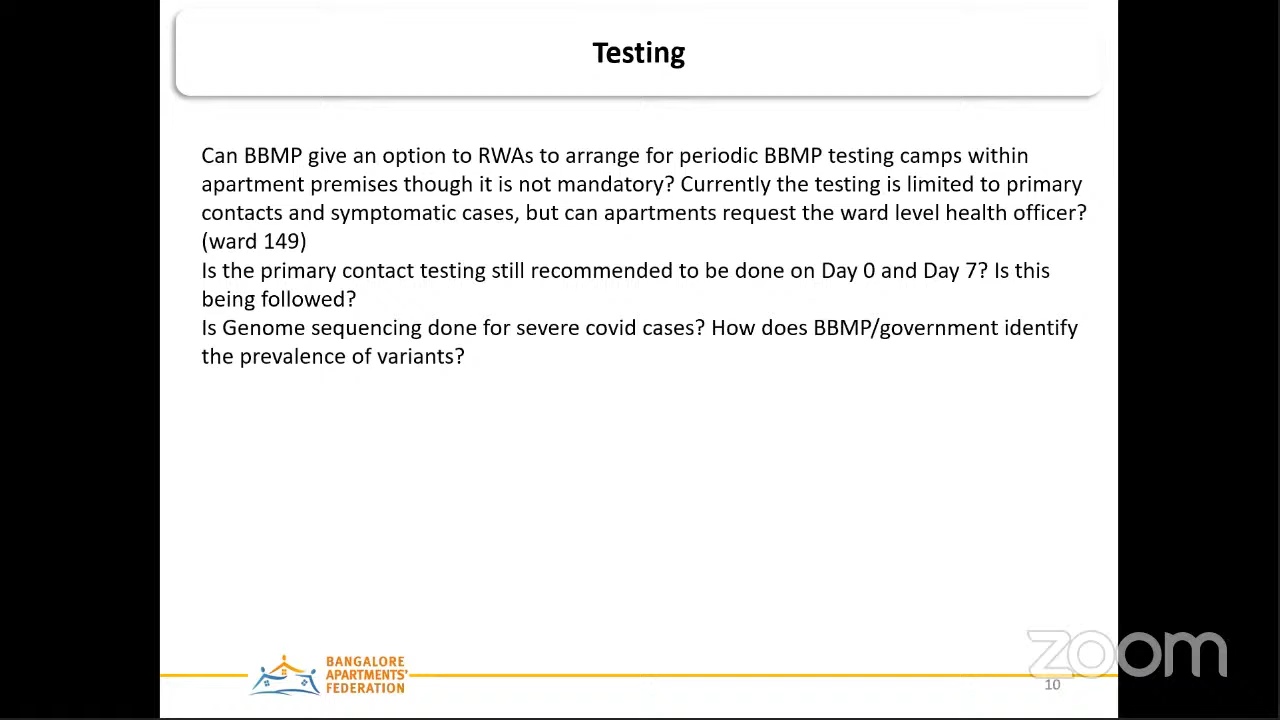 Testing
Can BBMP give an option to RWAs to arrange for periodic BBMP testing camps within
apartment premises though it is not mandatory? Currently the testing is limited to primary
contacts and symptomatic cases, but can apartments request the ward level health officer?
(ward 149)
Is the primary contact testing still recommended to be done on Day 0 and Day 7? Is this
being followed?
Is Genome sequencing done for severe covid cases? How does BBMP/government identify
the prevalence of variants?
BANGALORE
APARTMENTS'
FEDERATION
zoom
10